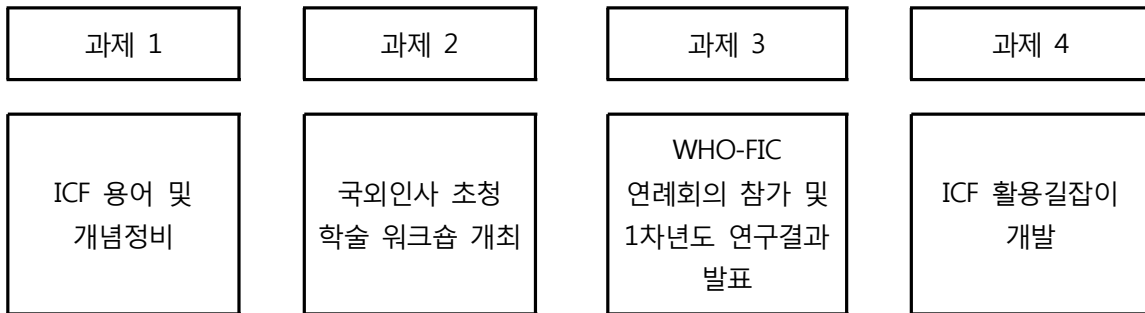 과제 1
과제 2
과제 3
과제 4
ICF 용어 및
개념정비
국외인사 초청
학술 워크숍 개최
WHO-FIC
연례회의 참가 및
1차년도 연구결과
발표
ICF 활용길잡이
개발